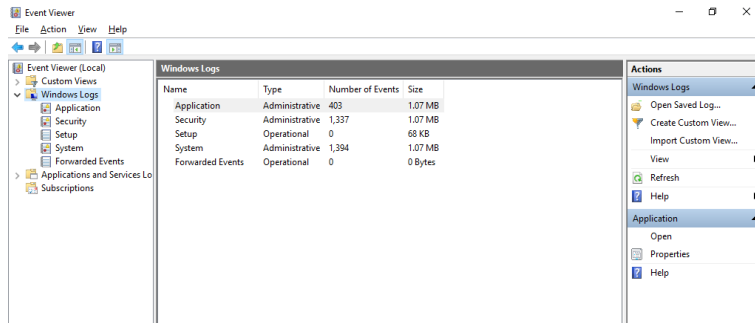 Event Viewer
File Action View Help
Event Viewer (Local)
Custom Views
Windows Logs
Application
Security
Setup
System
Forwarded Events
Applications and Services Lo
Subscriptions
Windows Logs
Name Type Number of Events Size
Application Administrative 403 1.07 MB
Security Administrative 1,337 1.07 MB
Setup Operational 0 68 KB
System Administrative 1,394 1.07 MB
Forwarded Events Operational 0 0 Bytes
Actions
Windows Logs
Open Saved Log...
Create Custom View...
Import Custom View...
View
Refresh
Help
Application
Open
Properties
Help